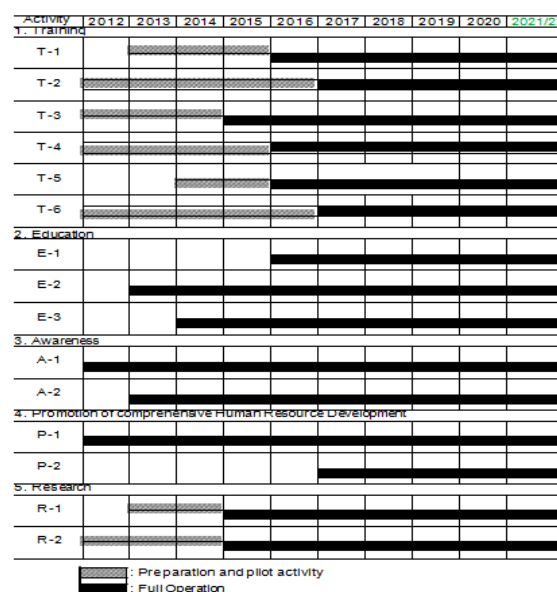 Activity 2012 2013 2014 2015 2016 2017 2018 2019 2020 2021/2
1. Training
T-1
T-2
T-3
T-4
T-5
T-6
2. Education
E-1
E-2
E-3
3. Awareness
A-1
A-2
4. Promotion of comprehensive Human Resource Development
P-1
P-2
5. Research
R-1
R-2
: Preparation and pilot activity
: Full Operation